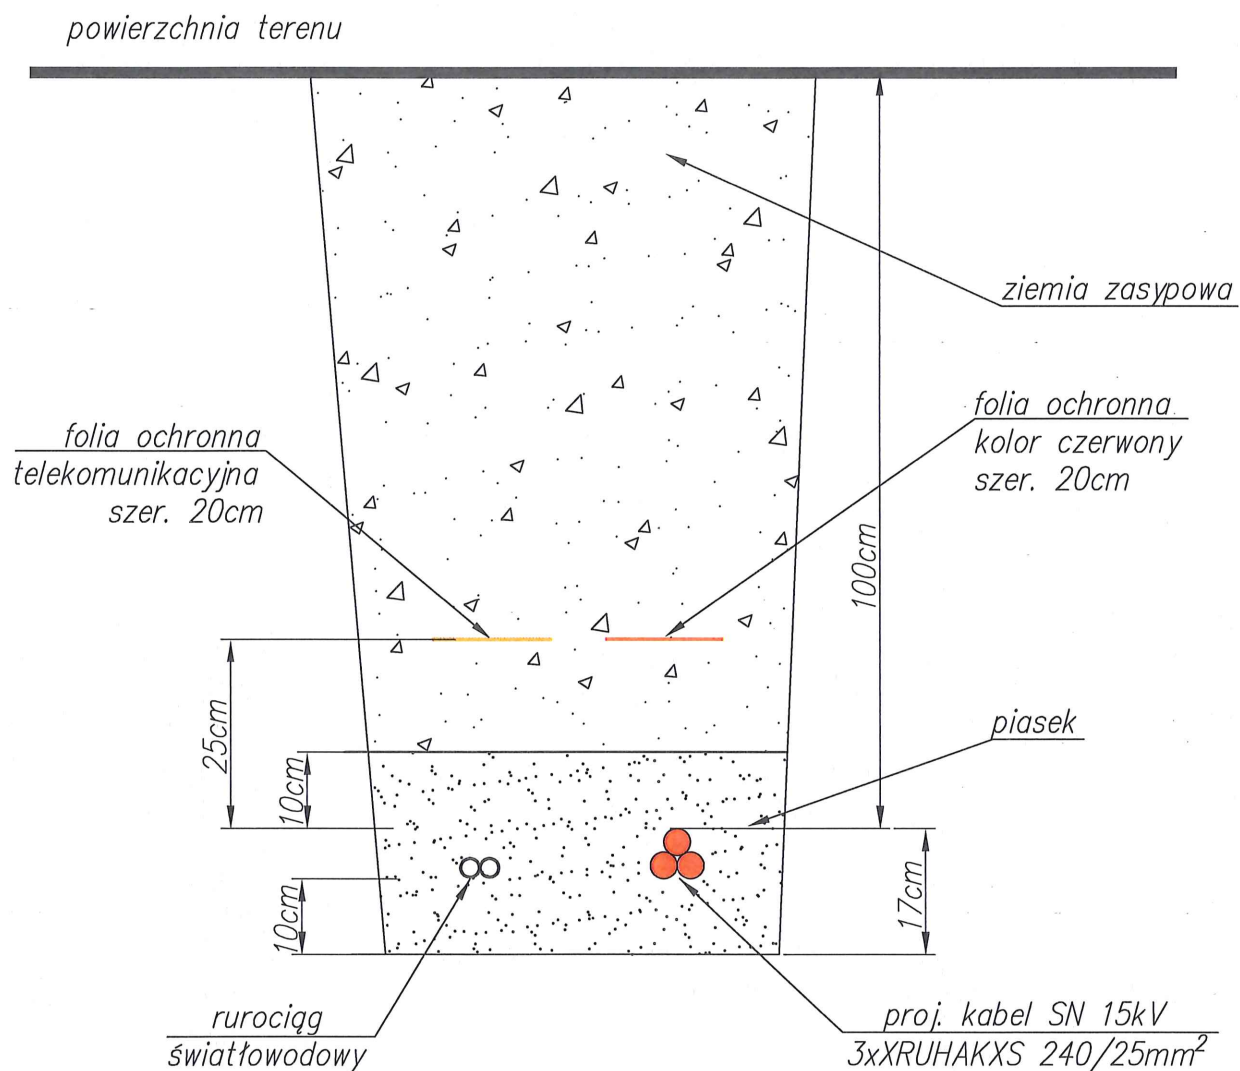 powierzchnia terenu
ziemia zasypowa
folia ochronna
kolor czerwony
szer. 20cm
folia ochronna
telekomunikacyjna
szer. 20cm
100cm
25cm
10cm
piasek
10cm
17cm
rurociąg
światłowodowy
proj. kabel SN 15kV
3xXRUHAKXS 240/25mm²